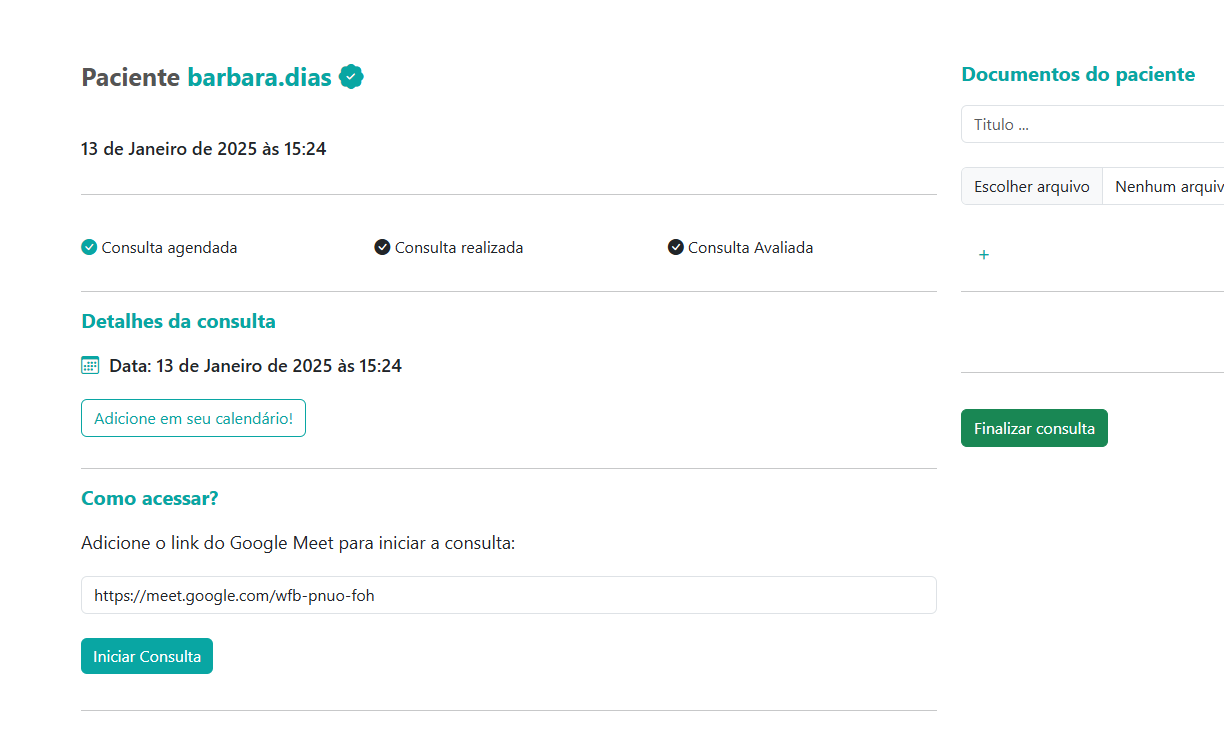 Paciente barbara.dias
13 de Janeiro de 2025 às 15:24
Consulta agendada
Consulta realizada
Consulta Avaliada
Detalhes da consulta
Data: 13 de Janeiro de 2025 às 15:24
Adicione em seu calendário!
Como acessar?
Adicione o link do Google Meet para iniciar a consulta:
https://meet.google.com/wfb-pnuo-foh
Iniciar Consulta
Documentos do paciente
Titulo ...
Escolher arquivo
Nenhum arquiv
+
Finalizar consulta